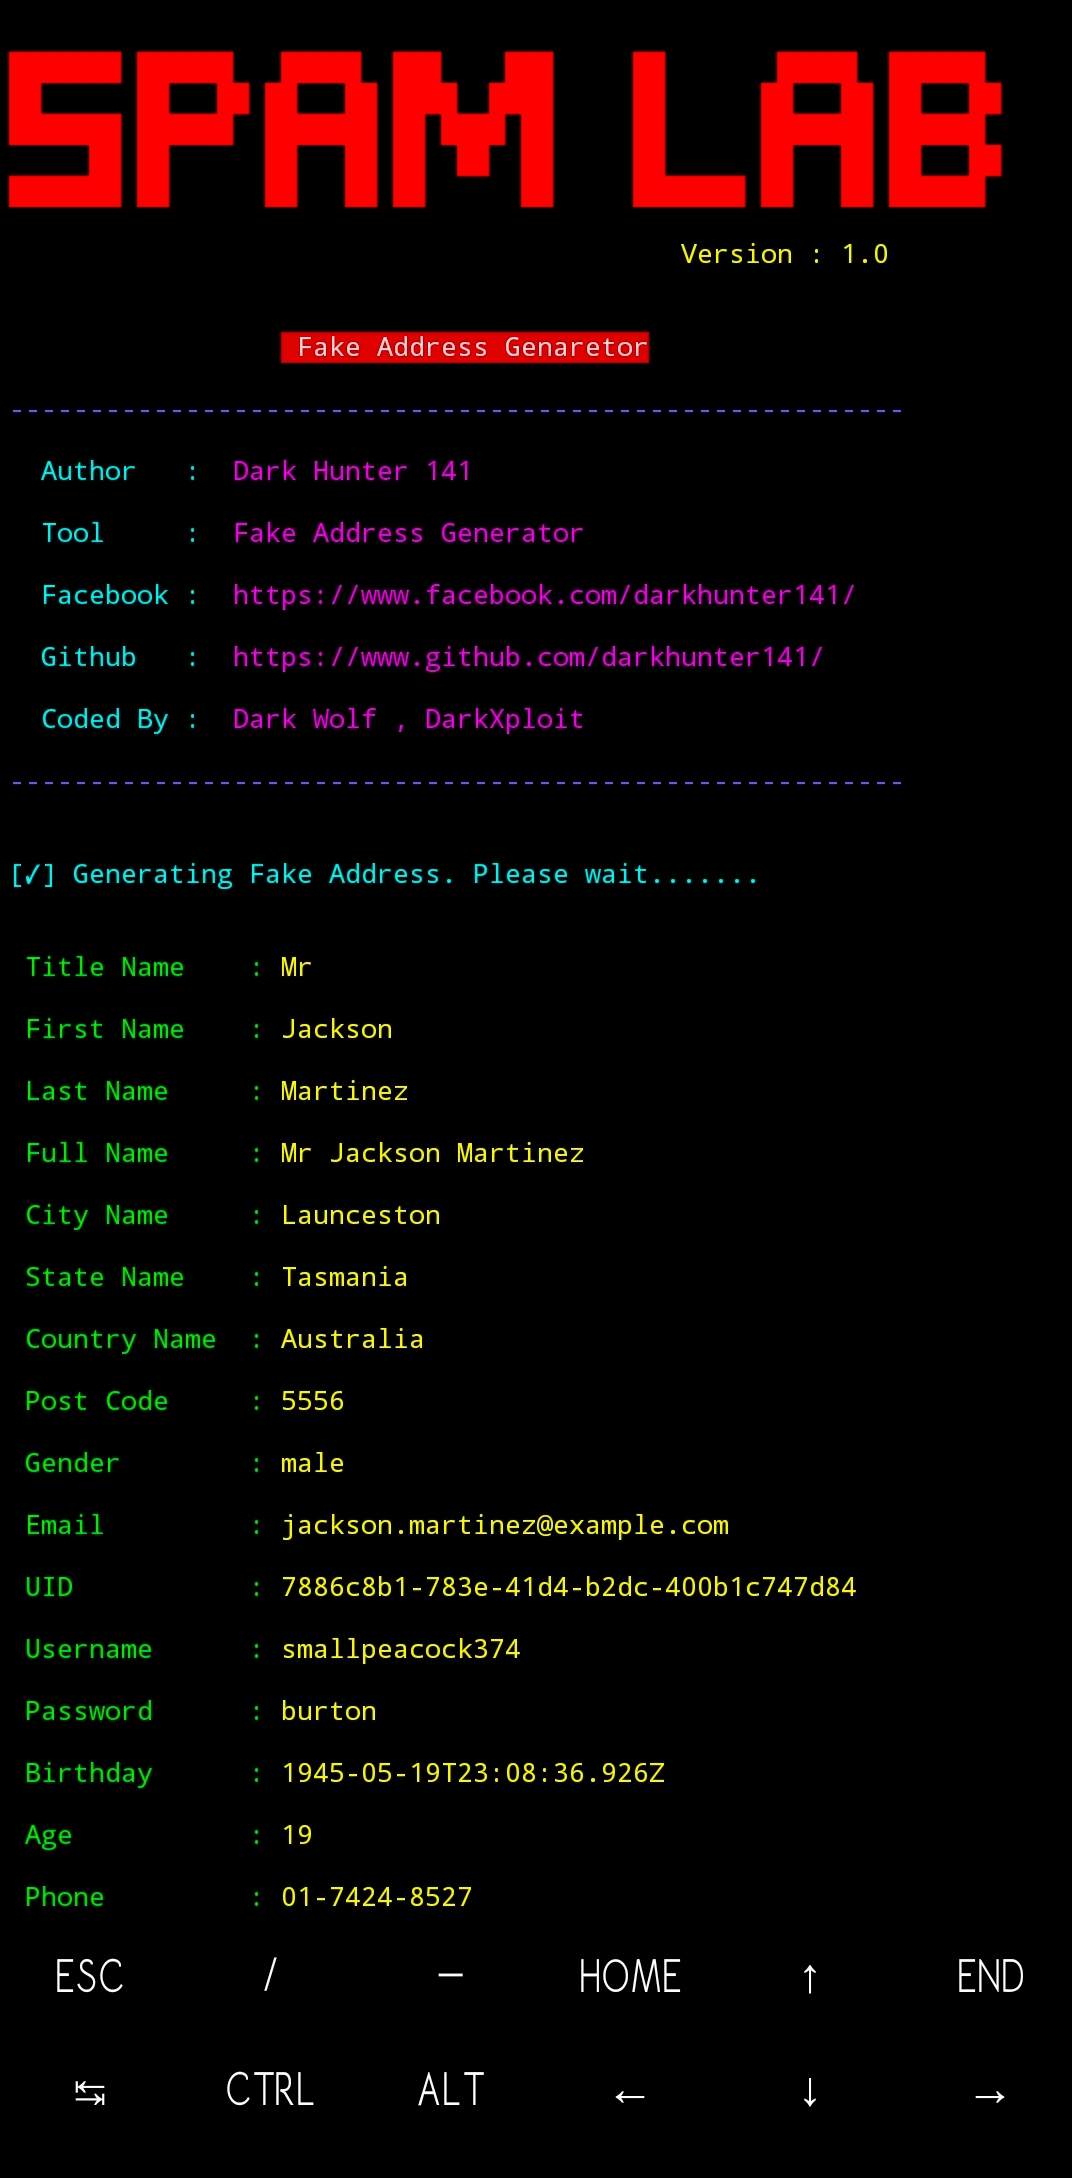 SPAM LAB
Version : 1.0
Fake Address Genaretor
--------------------------------------------------------
Author : Dark Hunter 141
Tool : Fake Address Generator
Facebook : https://www.facebook.com/darkhunter141/
Github : https://www.github.com/darkhunter141/
Coded By : Dark Wolf , DarkXploit
--------------------------------------------------------
[✓] Generating Fake Address. Please wait.......
Title Name : Mr
First Name : Jackson
Last Name : Martinez
Full Name : Mr Jackson Martinez
City Name : Launceston
State Name : Tasmania
Country Name : Australia
Post Code : 5556
Gender : male
Email : jackson.martinez@example.com
UID : 7886c8b1-783e-41d4-b2dc-400b1c747d84
Username : smallpeacock374
Password : burton
Birthday : 1945-05-19T23:08:36.926Z
Age : 19
Phone : 01-7424-8527
ESC / — HOME ↑ END
↹ CTRL ALT ← ↓ →